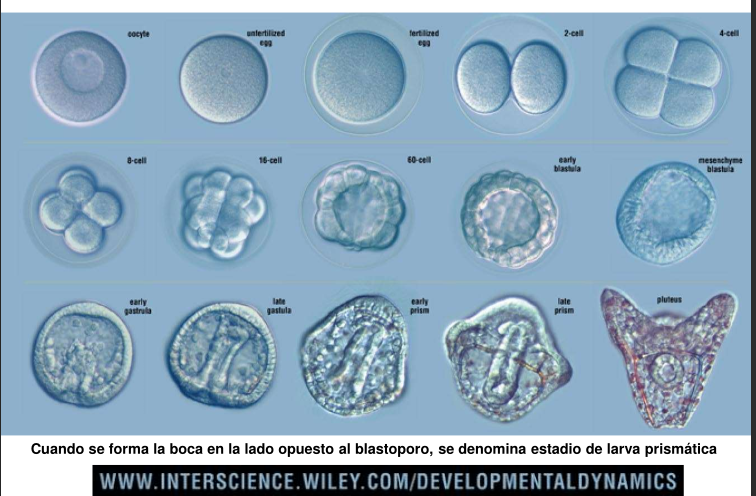 oocyte
unfertilized
egg
fertilized
egg
2-cell
4-cell
8-cell
16-cell
60-cell
early
blastula
mesenchyme
blastula
early
gastrula
late
gastula
early
prism
late
prism
pluteus
Cuando se forma la boca en la lado opuesto al blastoporo, se denomina estadio de larva prismática
WWW.INTERSCIENCE.WILEY.COM/DEVELOPMENTALDYNAMICS